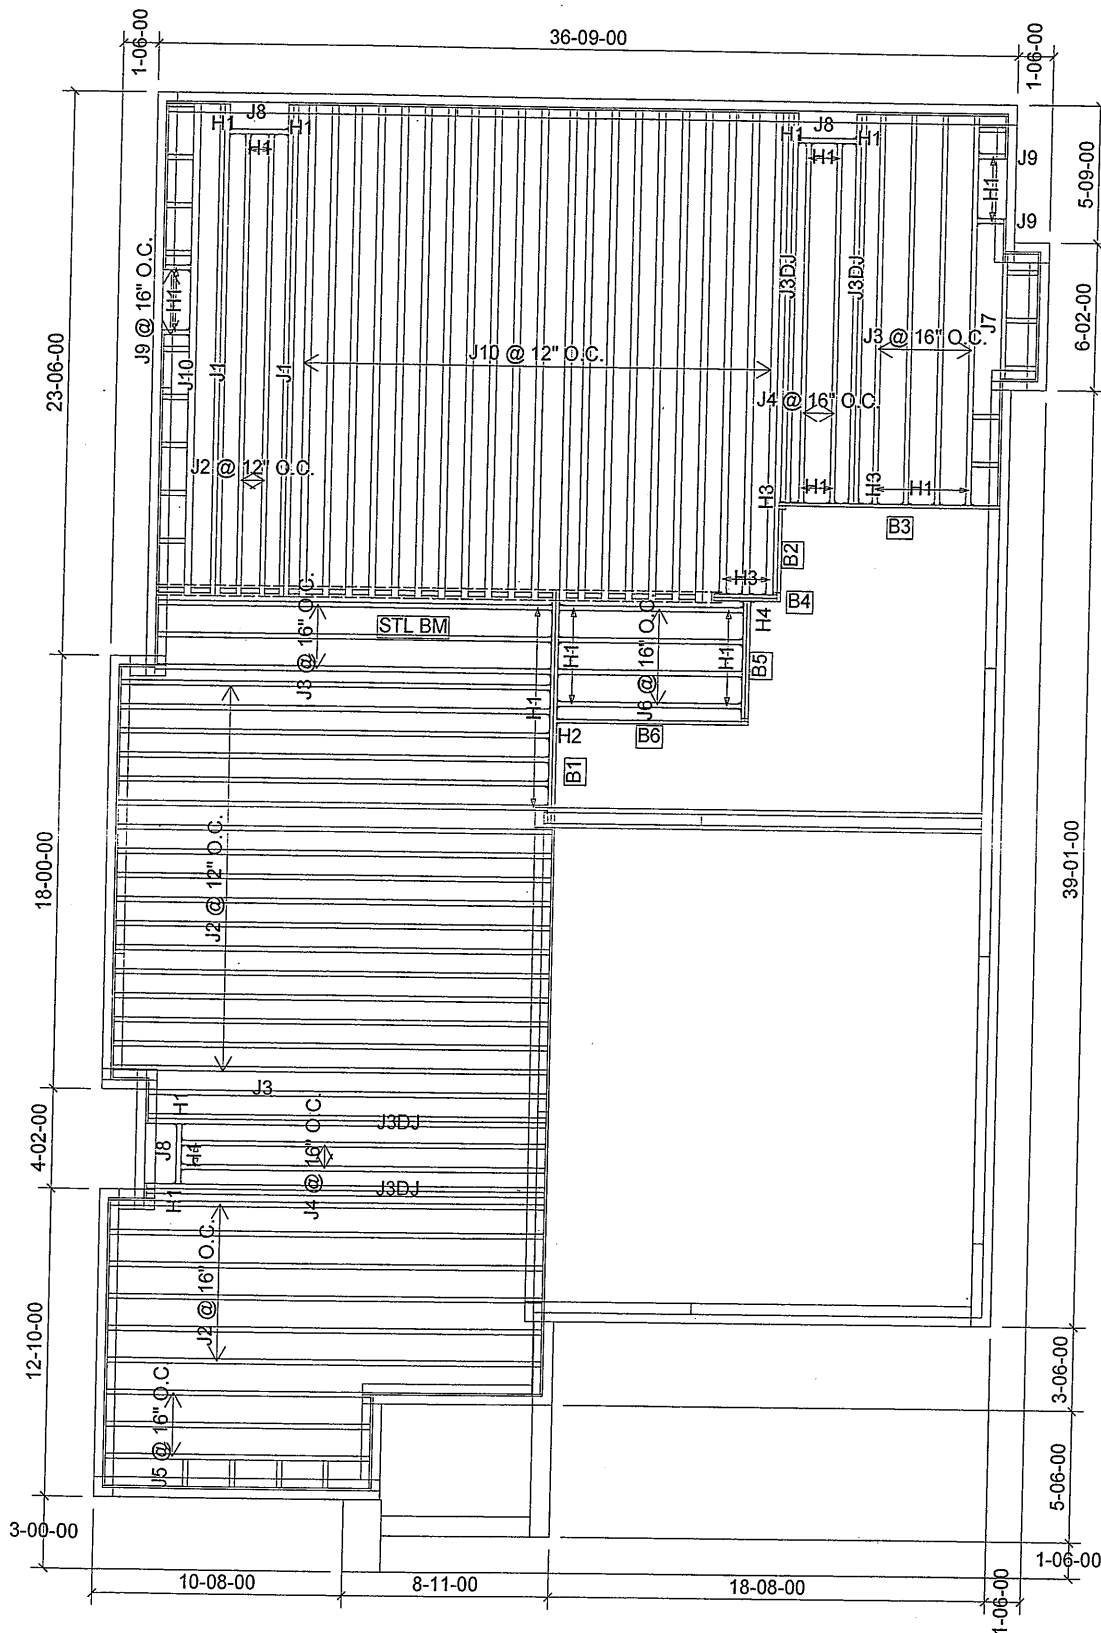 36-09-00
1-06-00
1-06-00
J8
H1
H1
H1
J8
H1
H1
H1
J9
H1
J9
5-09-00
6-02-00
23-06-00
J9 @ 16" O.C.
H1
J10
J1
J1
J10 @ 12" O.C.
J3DJ
J3DJ
J7
J3 @ 16" O.C.
J4 @ 16" O.C.
J2 @ 12" O.C.
H3
H1
H3
H1
B3
B2
H3
B4
STL BM
J3 @ 16" O.C.
H1
H1
J6 @ 16" O.C
H1
H4
B5
H2
B6
B1
18-00-00
J2 @ 12" O.C.
39-01-00
J3
H1
J3DJ
4-02-00
J8
H1
J4 @ 16" O.C.
J3DJ
H1
J2 @ 16" O.C.
12-10-00
J5 @ 16" O.C
3-06-00
5-06-00
3-00-00
1-06-00
10-08-00
8-11-00
18-08-00
1-06-00